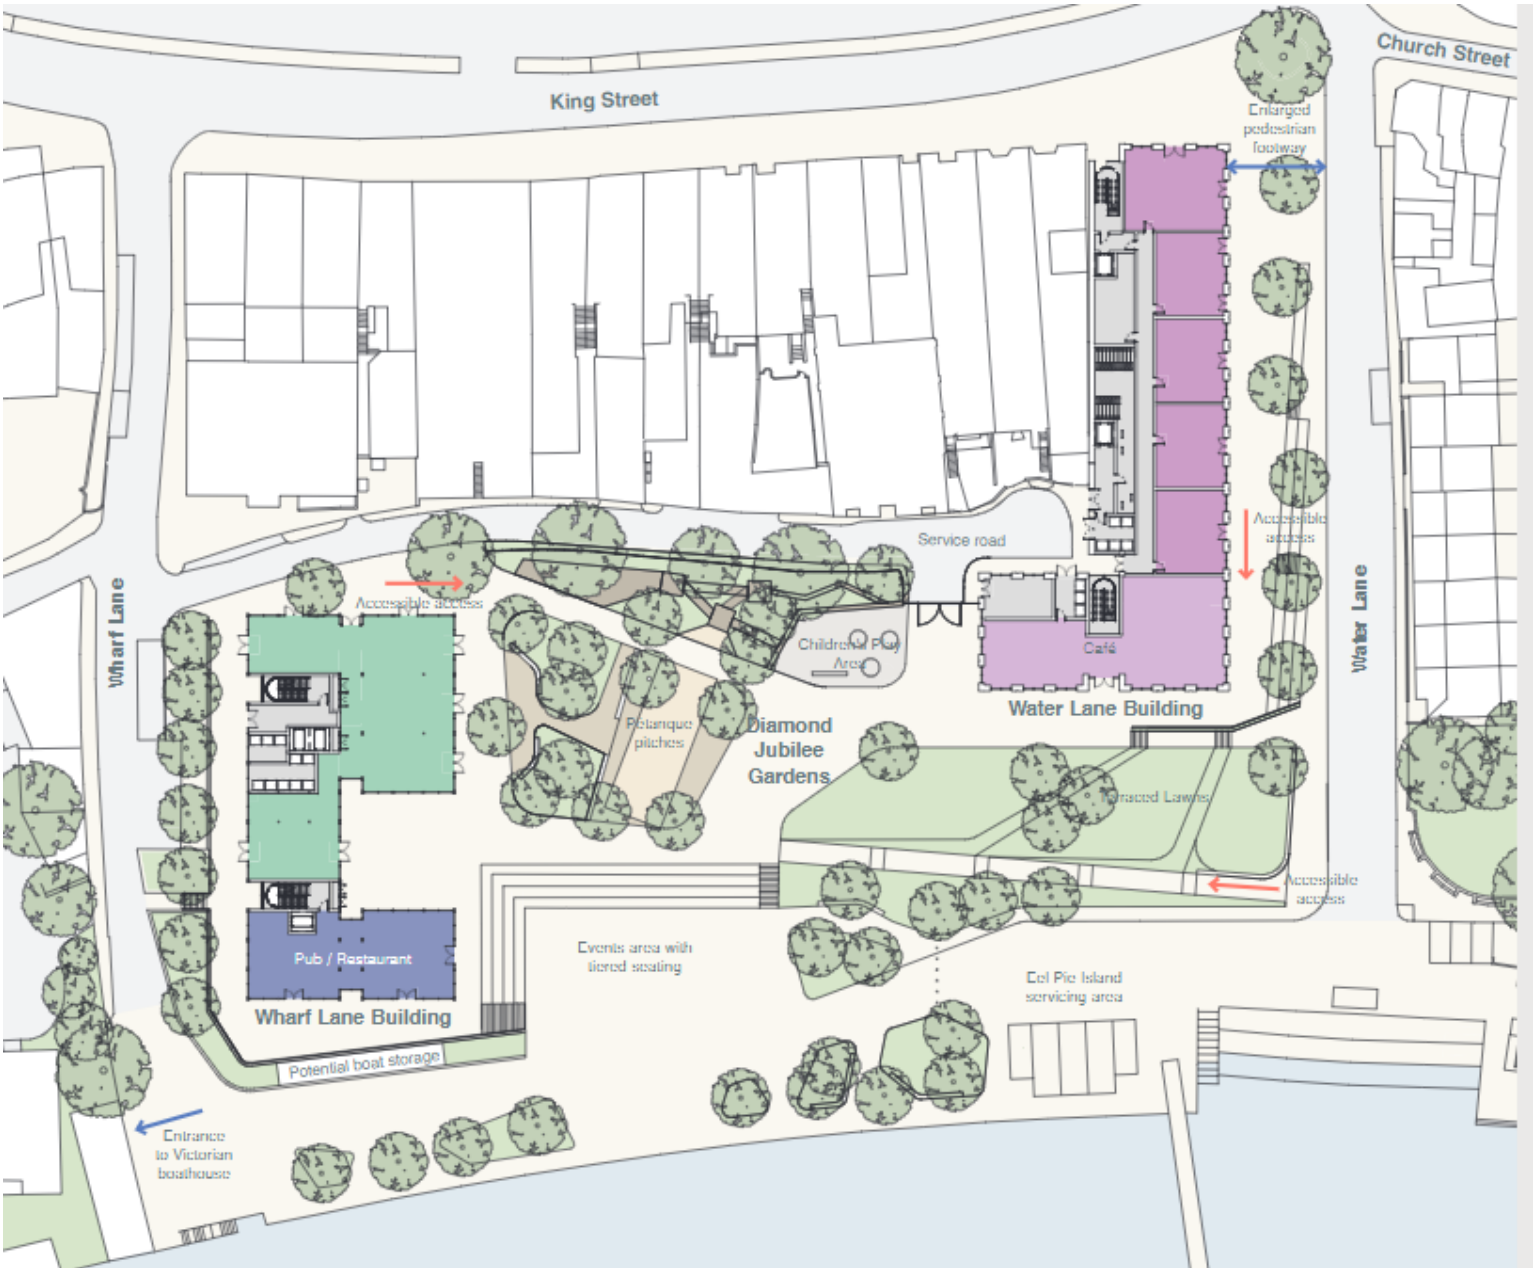 Church Street
King Street
Enlarged
pedestrian
footway
Accessible
access
Service road
Wharf Lane
Water Lane
Accessible access
Children's Play
Area
Café
Water Lane Building
Pétanque
pitches
Diamond
Jubilee
Gardens
Terraced Lawns
Accessible
access
Events area with
tiered seating
Pub / Restaurant
Eel Pie Island
servicing area
Wharf Lane Building
Potential boat storage
Entrance
to Victorian
boathouse